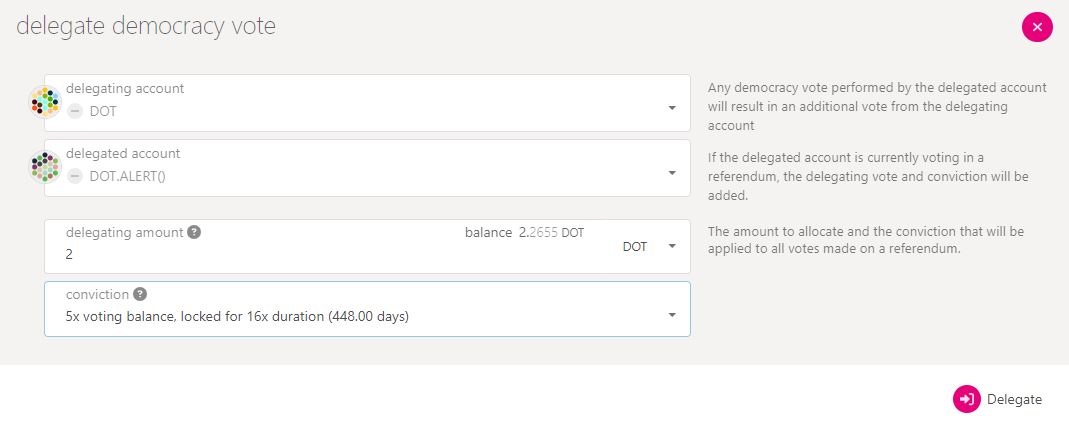 delegate democracy vote
delegating account
DOT
Any democracy vote performed by the delegated account
will result in an additional vote from the delegating
account
delegated account
DOT.ALERT()
If the delegated account is currently voting in a
referendum, the delegating vote and conviction will be
added.
delegating amount ?
balance 2.2655 DOT
2
DOT
The amount to allocate and the conviction that will be
applied to all votes made on a referendum.
conviction ?
5x voting balance, locked for 16x duration (448.00 days)
Delegate